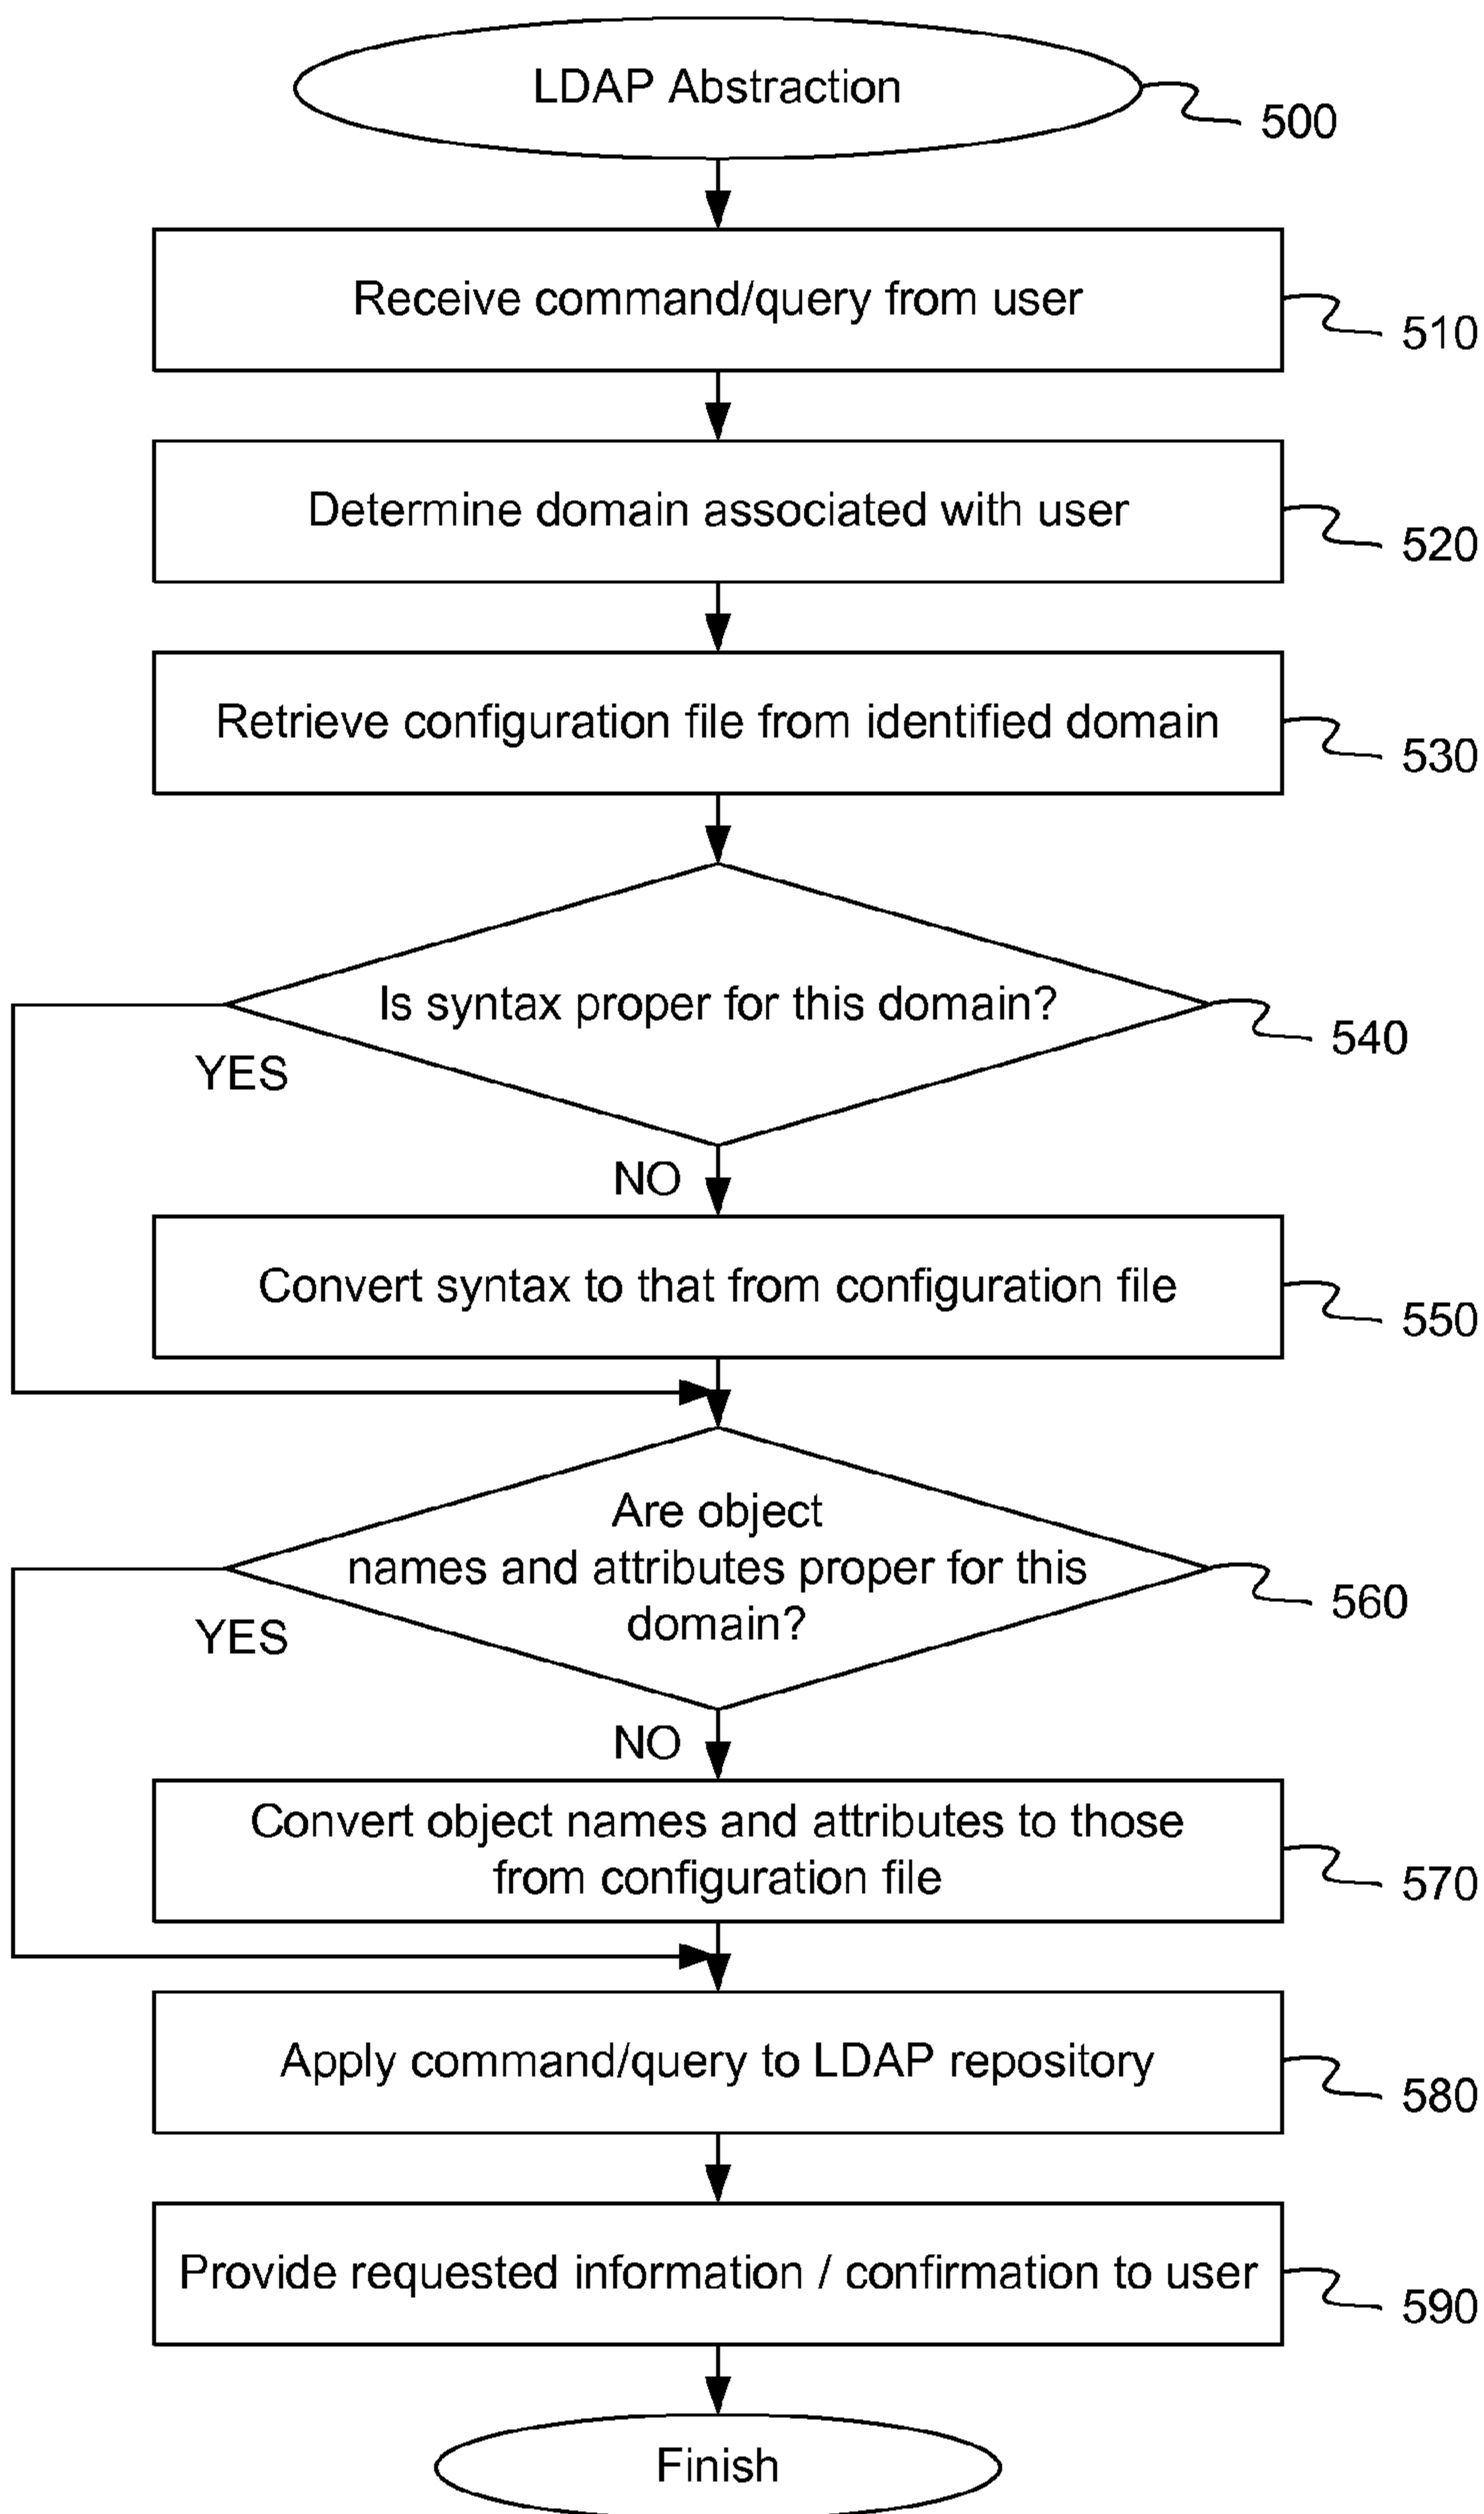 LDAP Abstraction
500
Receive command/query from user
510
Determine domain associated with user
520
Retrieve configuration file from identified domain
530
Is syntax proper for this domain?
540
YES
NO
Convert syntax to that from configuration file
550
Are object
names and attributes proper for this
domain?
560
YES
NO
Convert object names and attributes to those
from configuration file
570
Apply command/query to LDAP repository
580
Provide requested information / confirmation to user
590
Finish